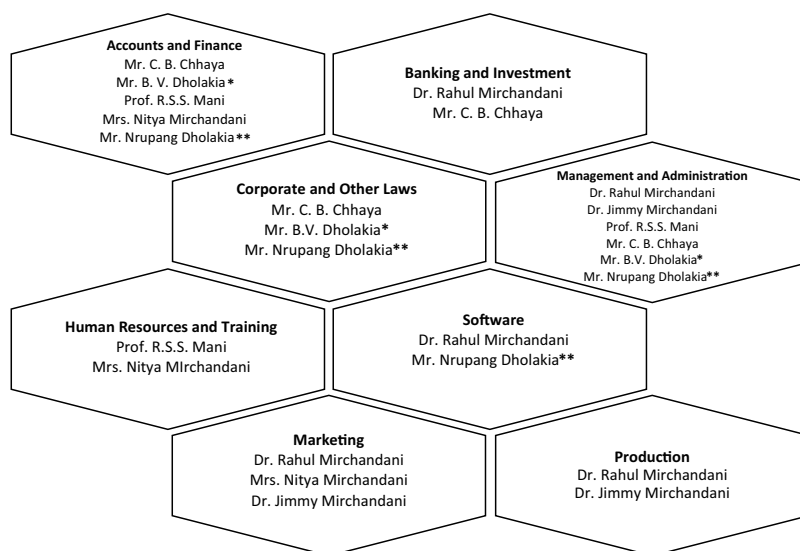 Accounts and Finance
Mr. C. B. Chhaya
Mr. B. V. Dholakia*
Prof. R.S.S. Mani
Mrs. Nitya Mirchandani
Mr. Nrupang Dholakia**
Banking and Investment
Dr. Rahul Mirchandani
Mr. C. B. Chhaya
Corporate and Other Laws
Mr. C. B. Chhaya
Mr. B.V. Dholakia*
Mr. Nrupang Dholakia**
Management and Administration
Dr. Rahul Mirchandani
Dr. Jimmy Mirchandani
Prof. R.S.S. Mani
Mr. C. B. Chhaya
Mr. B.V. Dholakia*
Mr. Nrupang Dholakia**
Human Resources and Training
Prof. R.S.S. Mani
Mrs. Nitya MIrchandani
Software
Dr. Rahul Mirchandani
Mr. Nrupang Dholakia**
Marketing
Dr. Rahul Mirchandani
Mrs. Nitya Mirchandani
Dr. Jimmy Mirchandani
Production
Dr. Rahul Mirchandani
Dr. Jimmy Mirchandani